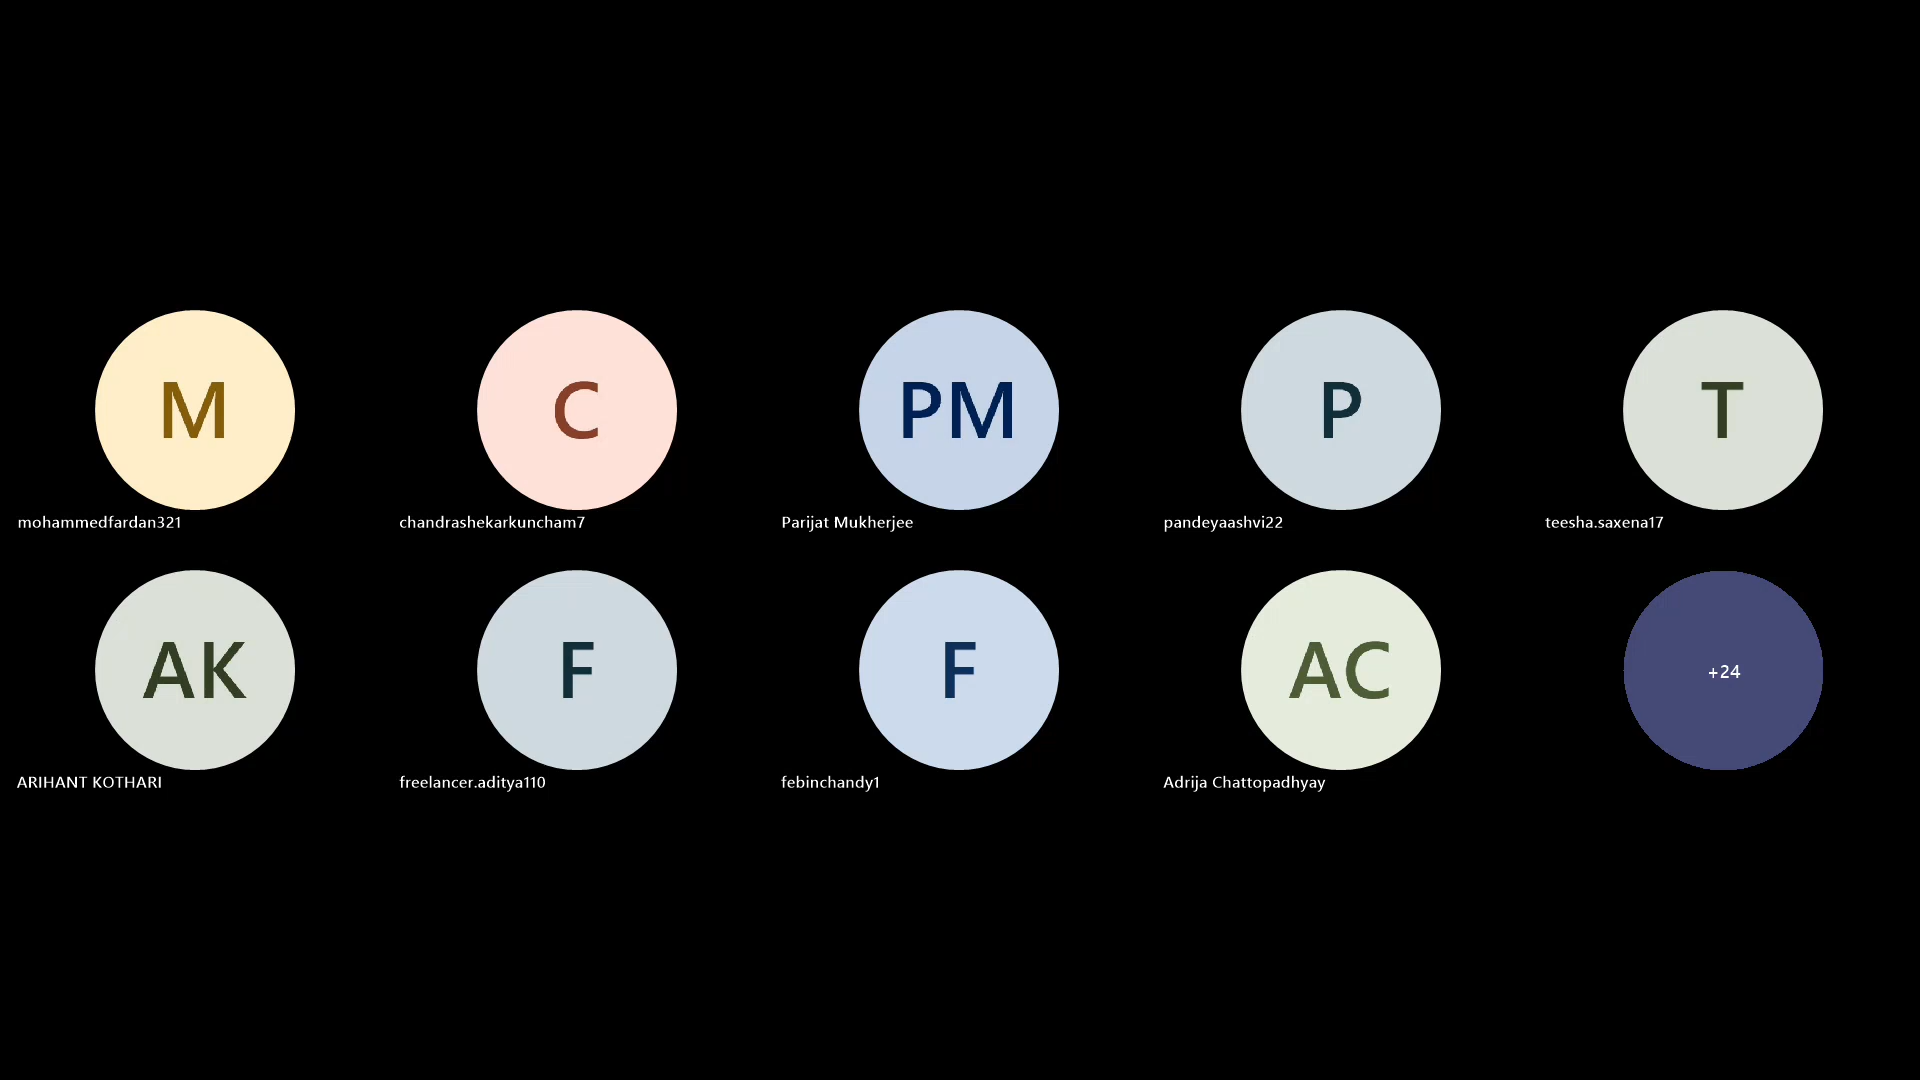 M
C
PM
P
T
mohammedfardan321
chandrashekarkuncham7
Parijat Mukherjee
pandeyaashvi22
teesha.saxena17
AK
F
F
AC
+24
ARIHANT KOTHARI
freelancer.aditya110
febinchandy1
Adrija Chattopadhyay